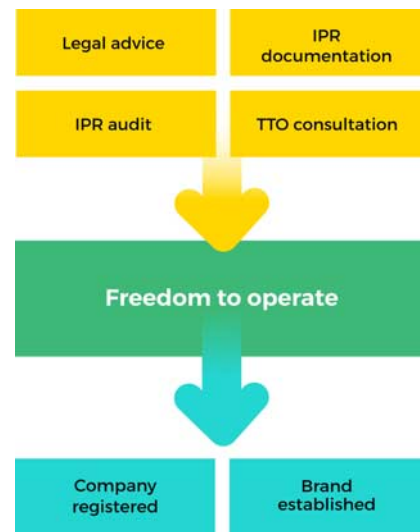 Legal advice
IPR
documentation
IPR audit
TTO consultation
Freedom to operate
Company
registered
Brand
established